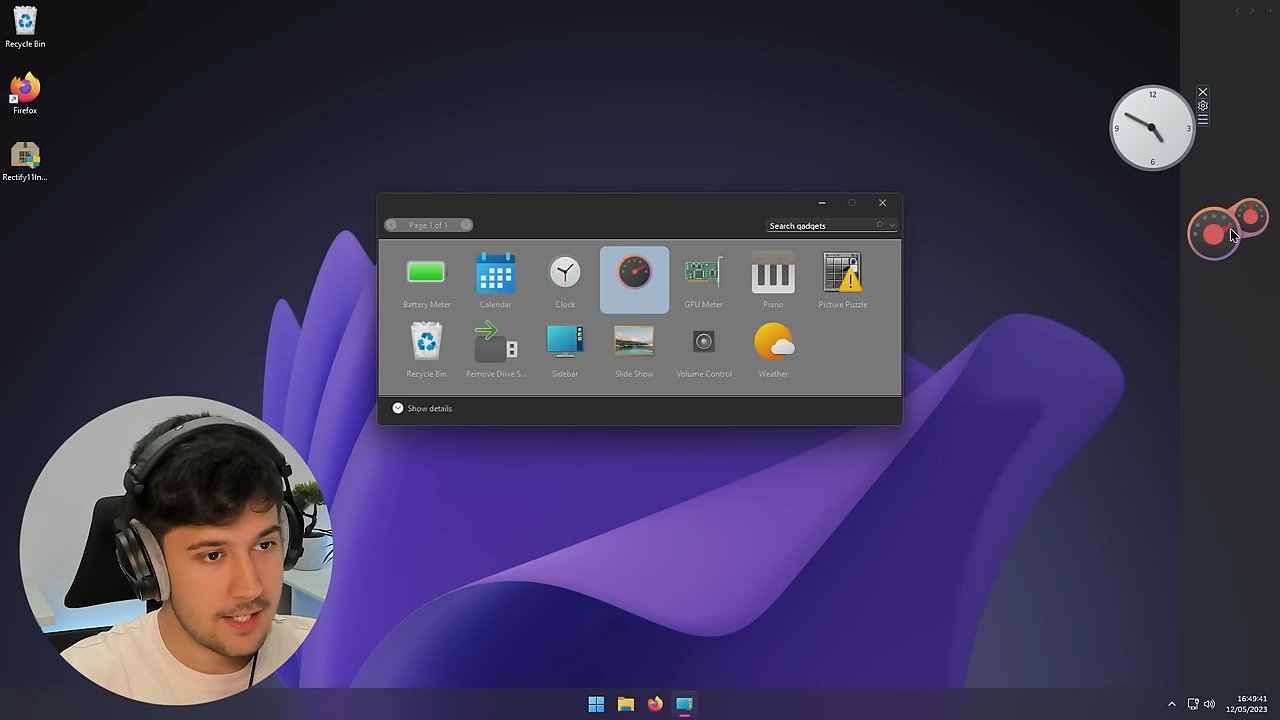 Recycle Bin
Firefox
Rectify11In...
12
9
3
6
Page 1 of 1
Search gadgets
Battery Meter
Calendar
Clock
GPU Meter
Piano
Picture Puzzle
Recycle Bin
Remove Drive S...
Sidebar
Slide Show
Volume Control
Weather
Show details
16:49:41
12/05/2023